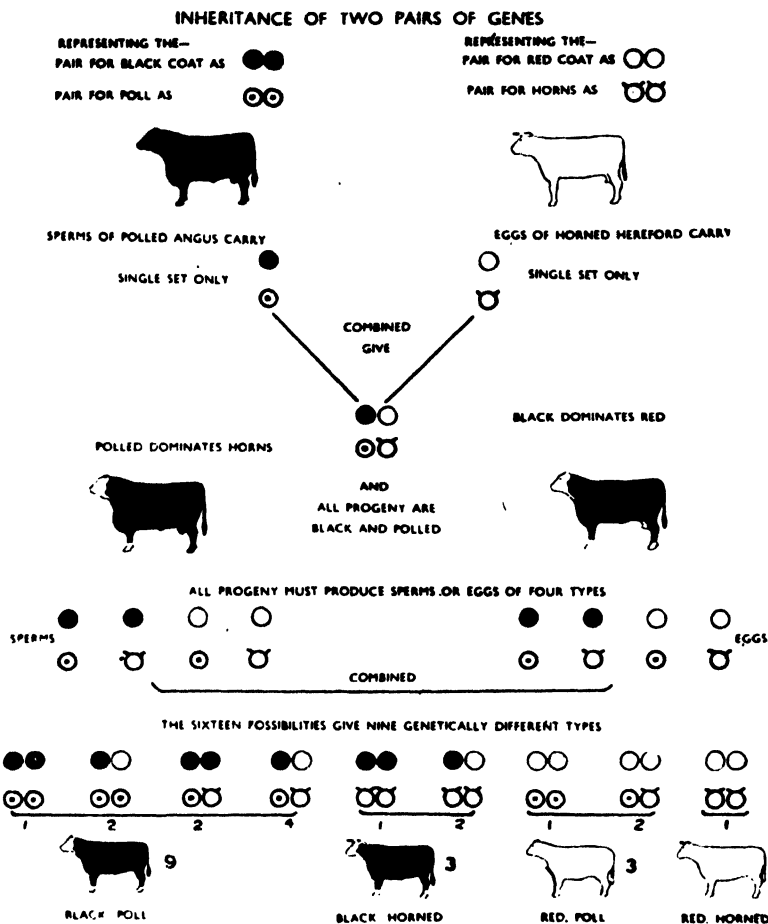 INHERITANCE OF TWO PAIRS OF GENES
REPRESENTING THE—
PAIR FOR BLACK COAT AS
PAIR FOR POLL AS
REPRESENTING THE—
PAIR FOR RED COAT AS
PAIR FOR HORNS AS
SPERMS OF POLLED ANGUS CARRY
SINGLE SET ONLY
EGGS OF HORNED HEREFORD CARRY
SINGLE SET ONLY
COMBINED
GIVE
BLACK DOMINATES RED
POLLED DOMINATES HORNS
AND
ALL PROGENY ARE
BLACK AND POLLED
ALL PROGENY MUST PRODUCE SPERMS OR EGGS OF FOUR TYPES
SPERMS
EGGS
COMBINED
THE SIXTEEN POSSIBILITIES GIVE NINE GENETICALLY DIFFERENT TYPES
1 2 2 4 1 2 1 2 1
9 3 3
BLACK POLL BLACK HORNED RED, POLL RED, HORNED